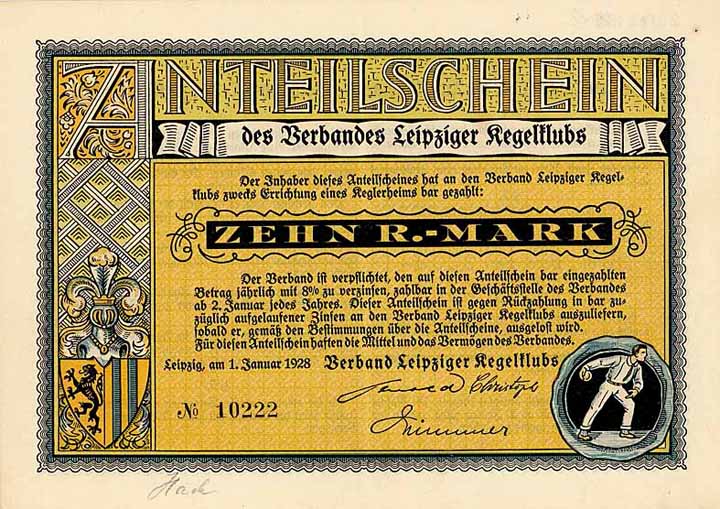 ANTEILSCHEIN
des Verbandes Leipziger Kegelklubs
Der Inhaber dieses Anteilscheines hat an den Verband Leipziger Kegel-
klubs zwecks Errichtung eines Keglerheims bar gezahlt:
ZEHN R.-MARK
Der Verband ist verpflichtet, den auf diesen Anteilschein bar eingezahlten
Betrag jährlich mit 8% zu verzinsen, zahlbar in der Geschäftsstelle des Verbandes
ab 2. Januar jedes Jahres. Dieser Anteilschein ist gegen Rückzahlung in bar zu-
züglich aufgelaufener Zinsen an den Verband Leipziger Kegelklubs auszuliefern,
sobald er, gemäß den Bestimmungen über die Anteilscheine, ausgelost wird.
Für diesen Anteilschein haften die Mittel und das Vermögen des Verbandes.
Leipzig, am 1. Januar 1928 Verband Leipziger Kegelklubs
Christoph
№ 10222